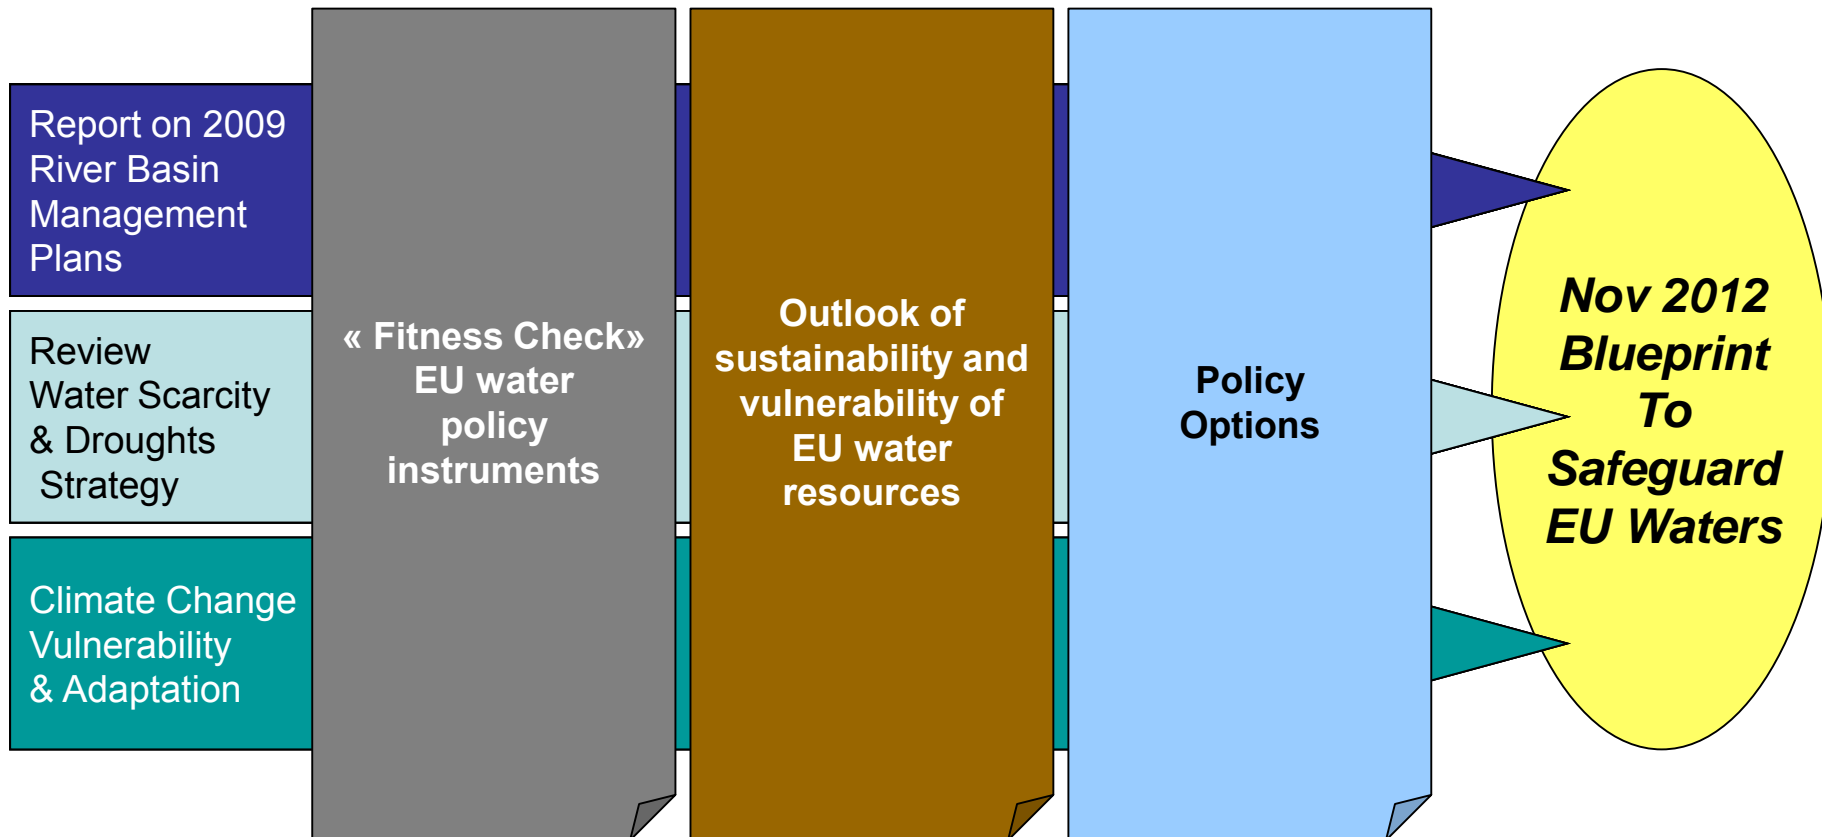 Report on 2009
River Basin
Management
Plans
Review
Water Scarcity
& Droughts
Strategy
Climate Change
Vulnerability
& Adaptation
« Fitness Check»
EU water
policy
instruments
Outlook of
sustainability and
vulnerability of
EU water
resources
Policy
Options
Nov 2012
Blueprint
To
Safeguard
EU Waters